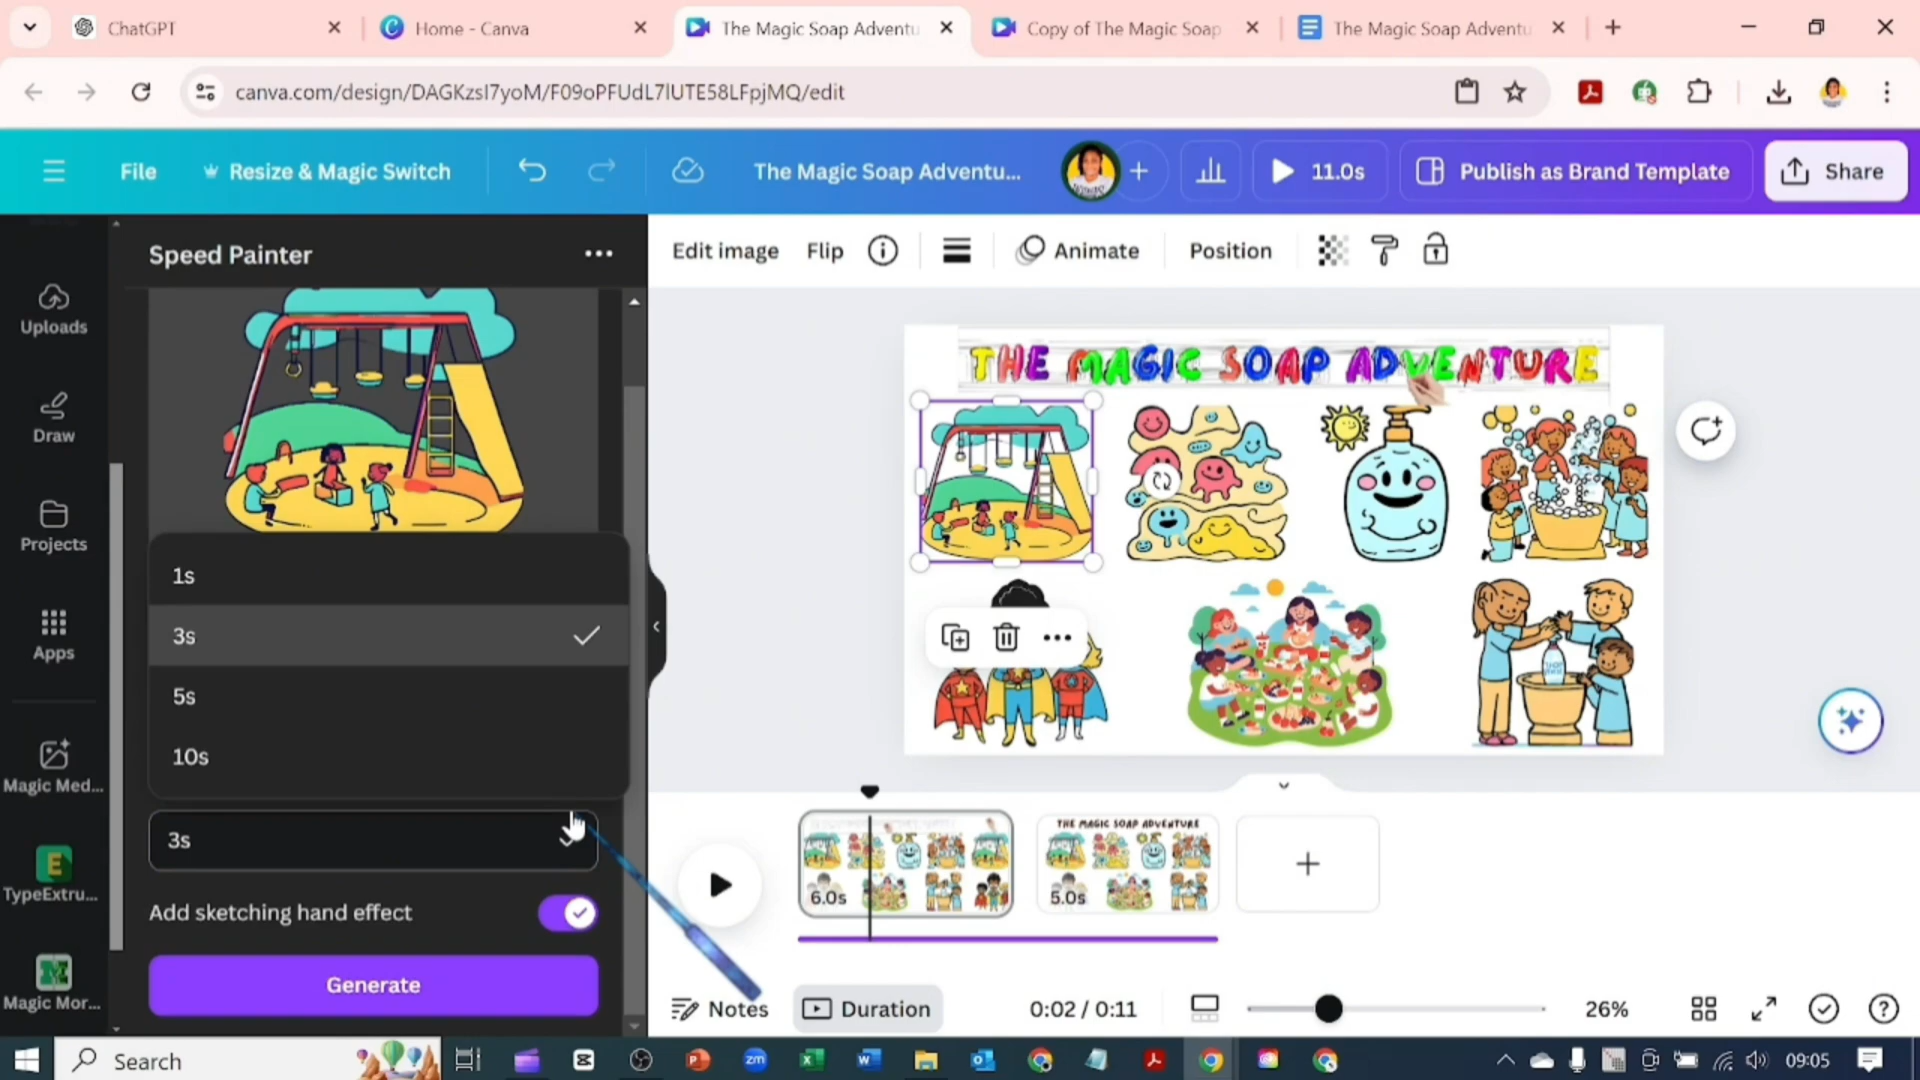 ChatGPT
Home - Canva
The Magic Soap Adventu
Copy of The Magic Soap
The Magic Soap Adventu
canva.com/design/DAGKzsI7yoM/F09oPFUdL7lUTE58LFpjMQ/edit
File
Resize & Magic Switch
The Magic Soap Adventu...
11.0s
Publish as Brand Template
Share
Speed Painter
Edit image
Flip
Animate
Position
Uploads
Draw
Projects
Apps
Magic Med...
TypeExtru...
Magic Mor...
1s
3s
5s
10s
3s
Add sketching hand effect
Generate
THE MAGIC SOAP ADVENTURE
THE MAGIC SOAP ADVENTURE
6.0s
5.0s
Notes
Duration
0:02 / 0:11
26%
Search
09:05